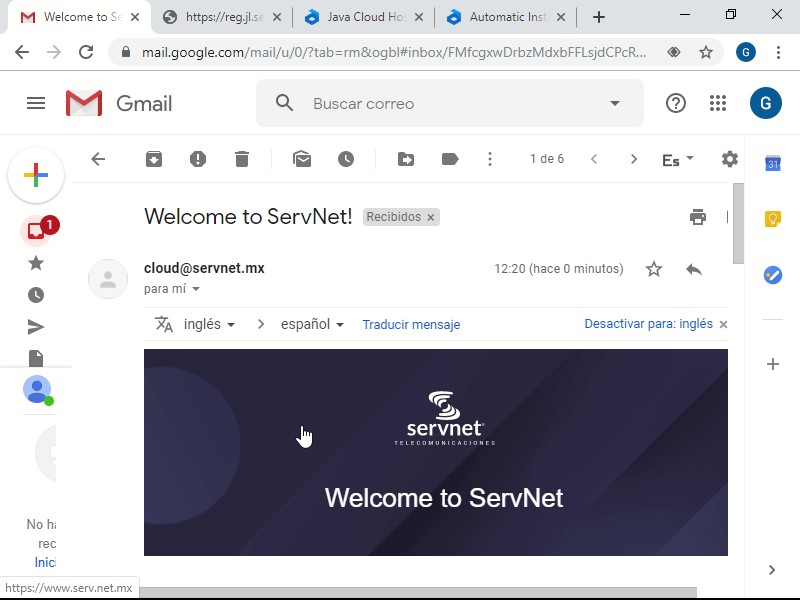 Welcome to Se
https://reg.jl.se
Java Cloud Ho
Automatic Inst
mail.google.com/mail/u/0/?tab=rm&ogbl#inbox/FMfcgxwDrbzMdxbFFLsjdCPcR...
G
Gmail
Buscar correo
G
1 de 6
Es
31
1
Welcome to ServNet!
Recibidos
cloud@servnet.mx
12:20 (hace 0 minutos)
para mí
inglés
español
Traducir mensaje
Desactivar para: inglés
servnet
TELECOMUNICACIONES
Welcome to ServNet
No ha
rec
Inic
https://www.serv.net.mx